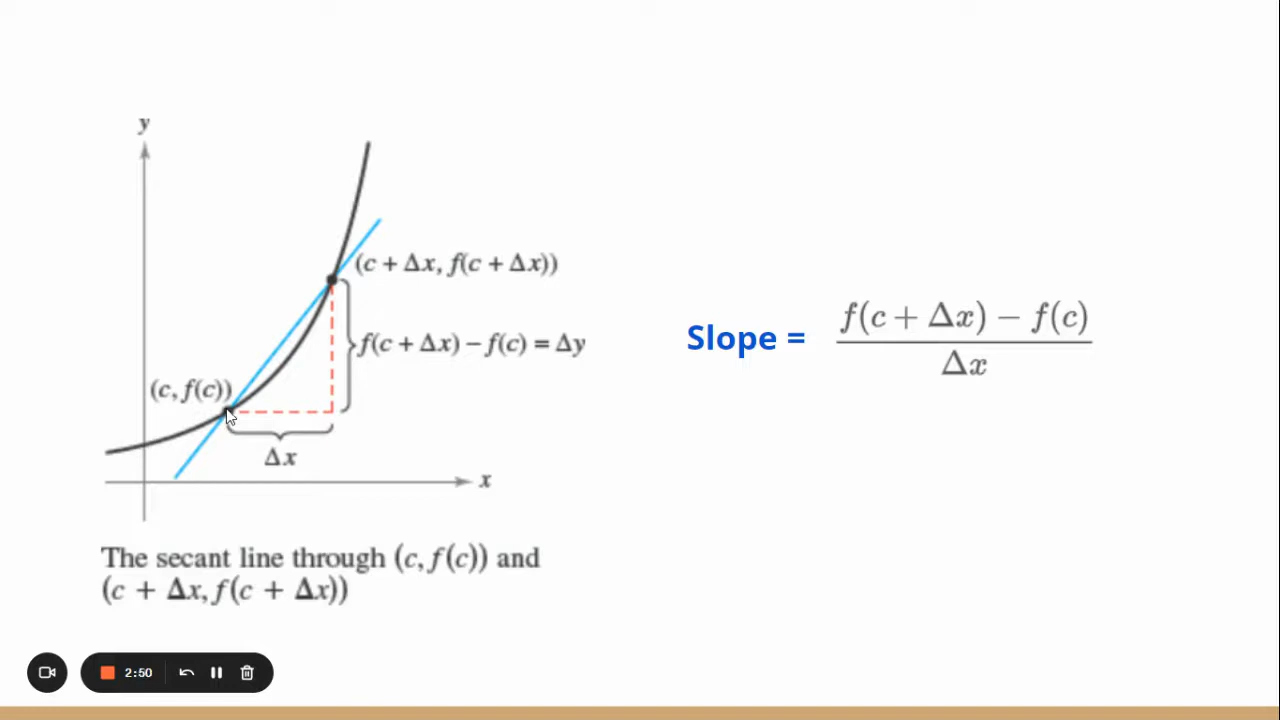 y
(c + Δx, f(c + Δx))
f(c + Δx) − f(c) = Δy
(c, f(c))
Δx
x
The secant line through (c, f(c)) and
(c + Δx, f(c + Δx))
Slope =
f(c + Δx) − f(c)
Δx
2:50